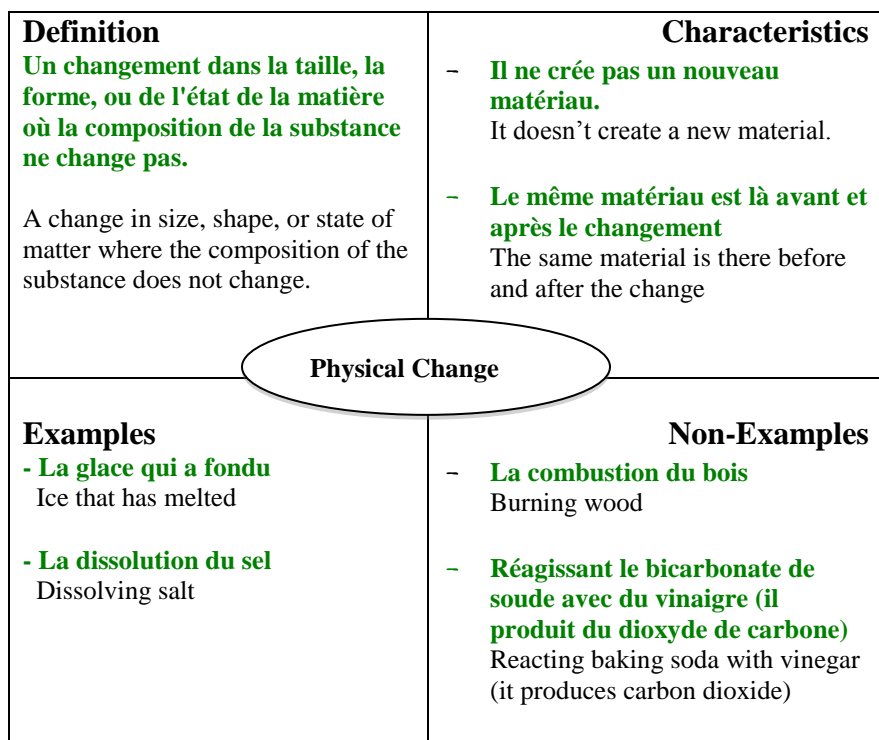 Definition
Un changement dans la taille, la
forme, ou de l'état de la matière
où la composition de la substance
ne change pas.
A change in size, shape, or state of
matter where the composition of the
substance does not change.
Characteristics
– Il ne crée pas un nouveau
matériau.
It doesn’t create a new material.
– Le même matériau est là avant et
après le changement
The same material is there before
and after the change
Physical Change
Examples
- La glace qui a fondu
Ice that has melted
- La dissolution du sel
Dissolving salt
Non-Examples
– La combustion du bois
Burning wood
– Réagissant le bicarbonate de
soude avec du vinaigre (il
produit du dioxyde de carbone)
Reacting baking soda with vinegar
(it produces carbon dioxide)